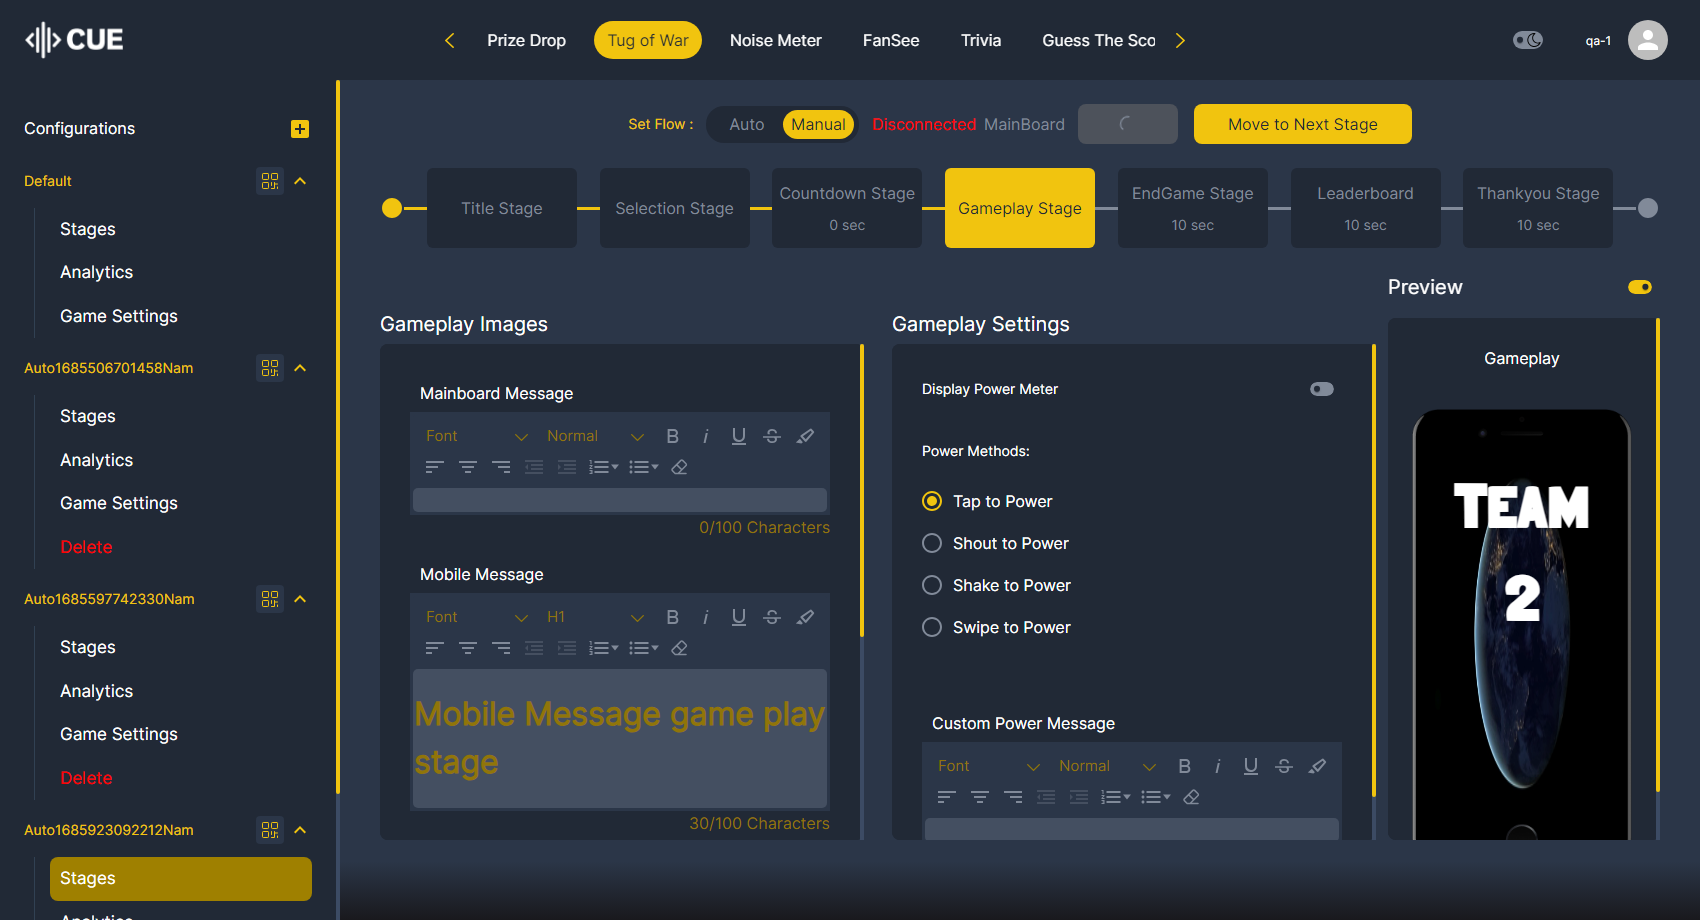 CUE
Prize Drop
Tug of War
Noise Meter
FanSee
Trivia
Guess The Sco
qa-1
Configurations
Default
Stages
Analytics
Game Settings
Auto1685506701458Nam
Stages
Analytics
Game Settings
Delete
Auto1685597742330Nam
Stages
Analytics
Game Settings
Delete
Auto1685923092212Nam
Stages
Analytics
Set Flow :
Auto
Manual
Disconnected MainBoard
Move to Next Stage
Title Stage
Selection Stage
Countdown Stage
0 sec
Gameplay Stage
EndGame Stage
10 sec
Leaderboard
10 sec
Thankyou Stage
10 sec
Gameplay Images
Mainboard Message
Font
Normal
B i U S
0/100 Characters
Mobile Message
Font
H1
B i U S
Mobile Message game play
stage
30/100 Characters
Gameplay Settings
Display Power Meter
Power Methods:
Tap to Power
Shout to Power
Shake to Power
Swipe to Power
Custom Power Message
Font
Normal
B i U S
Preview
Gameplay
TEAM
2